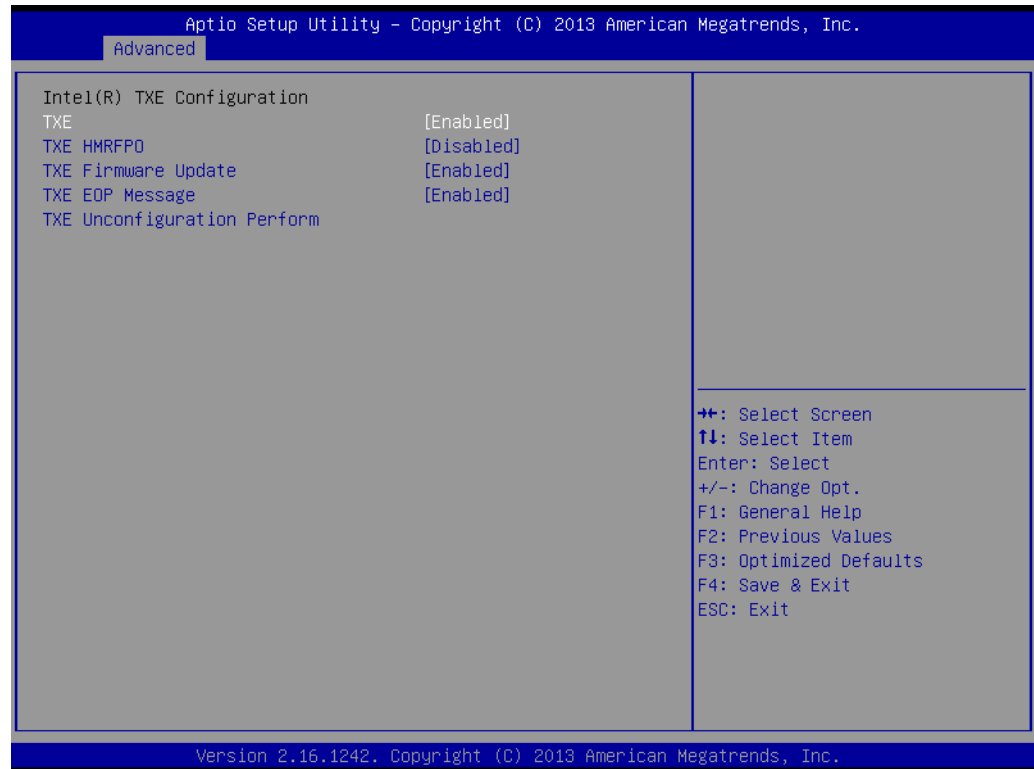 Aptio Setup Utility – Copyright (C) 2013 American Megatrends, Inc.
Advanced
Intel(R) TXE Configuration
TXE [Enabled]
TXE HMRFPO [Disabled]
TXE Firmware Update [Enabled]
TXE EOP Message [Enabled]
TXE Unconfiguration Perform
→←: Select Screen
↑↓: Select Item
Enter: Select
+/-: Change Opt.
F1: General Help
F2: Previous Values
F3: Optimized Defaults
F4: Save & Exit
ESC: Exit
Version 2.16.1242. Copyright (C) 2013 American Megatrends, Inc.